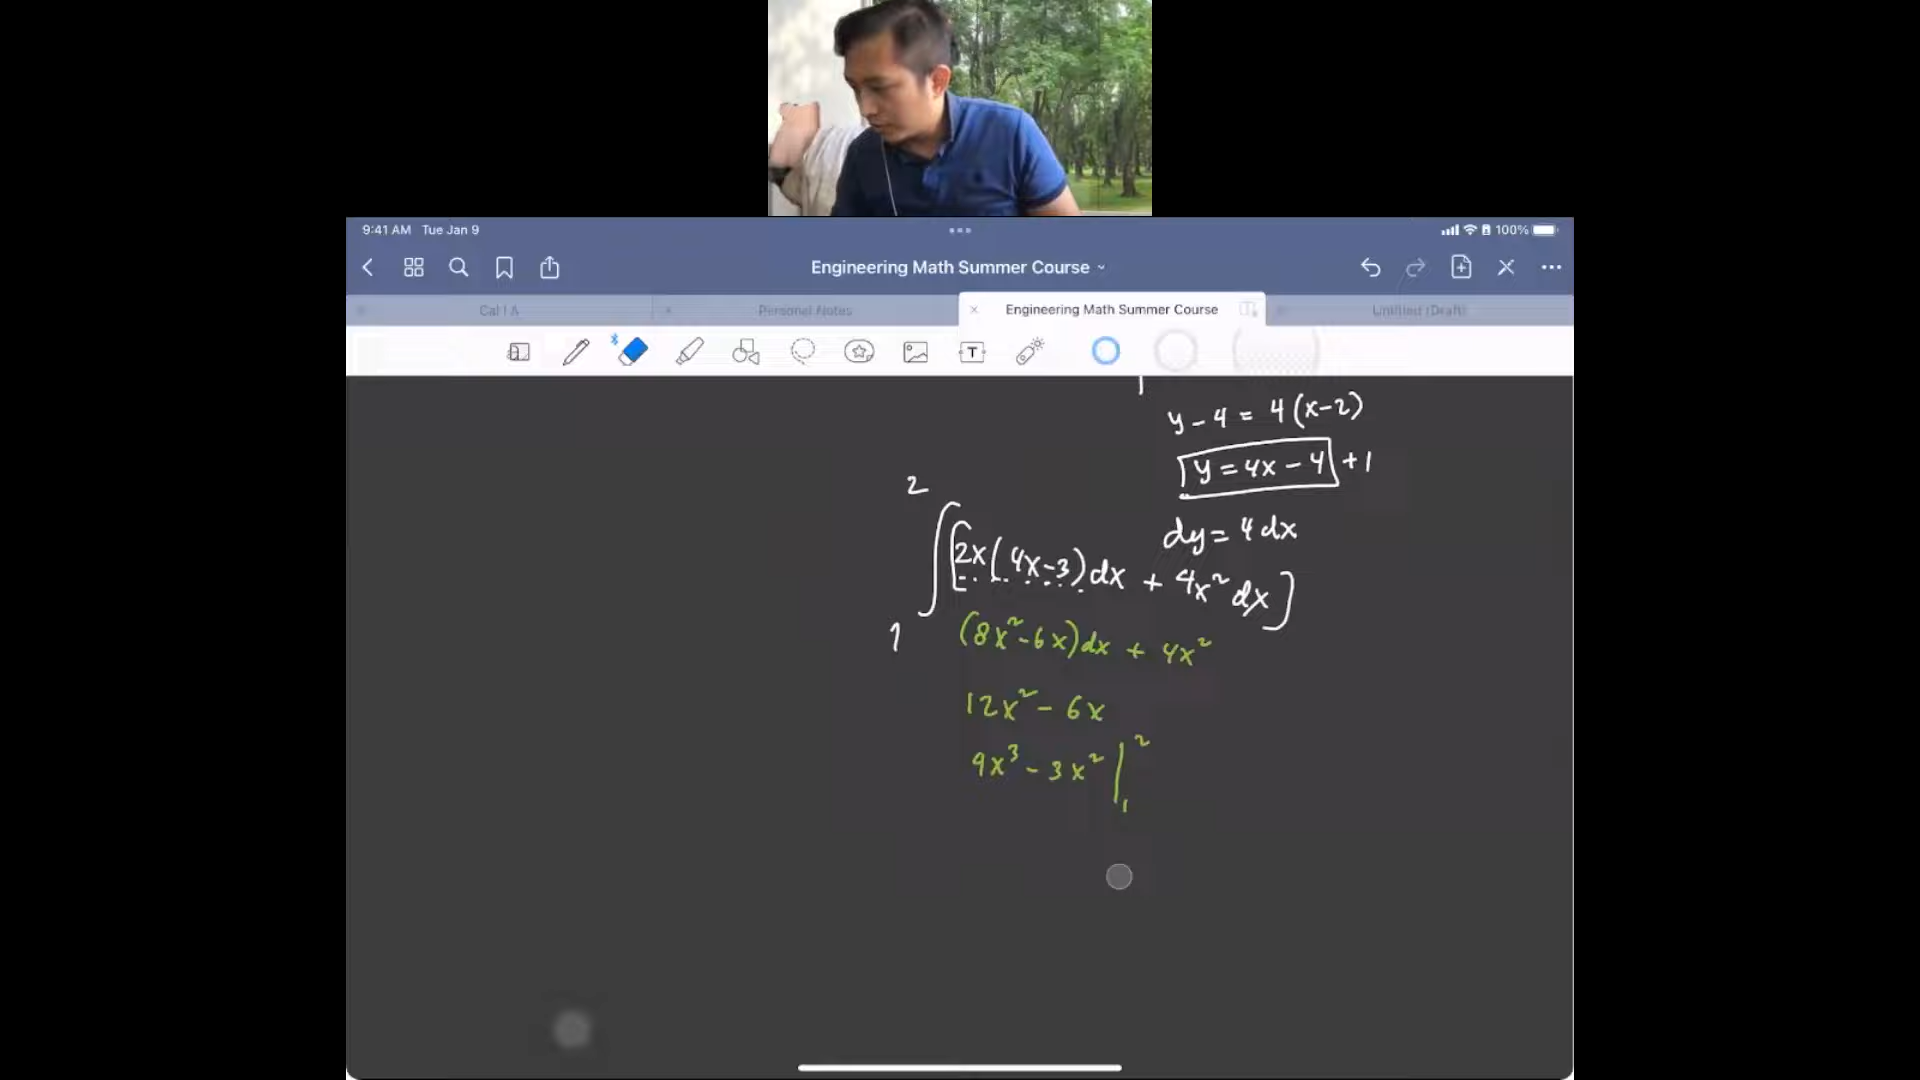 9:41 AM Tue Jan 9
100%
Engineering Math Summer Course
Cal I A
Personal Notes
Engineering Math Summer Course
Untitled (Draft)
T
y - 4 = 4(x-2)
y = 4x - 4 + 1
dy = 4 dx
2
∫[2x(4x-3)dx + 4x² dx]
1
(8x²-6x)dx + 4x²
12x² - 6x
9x³ - 3x² |₁²